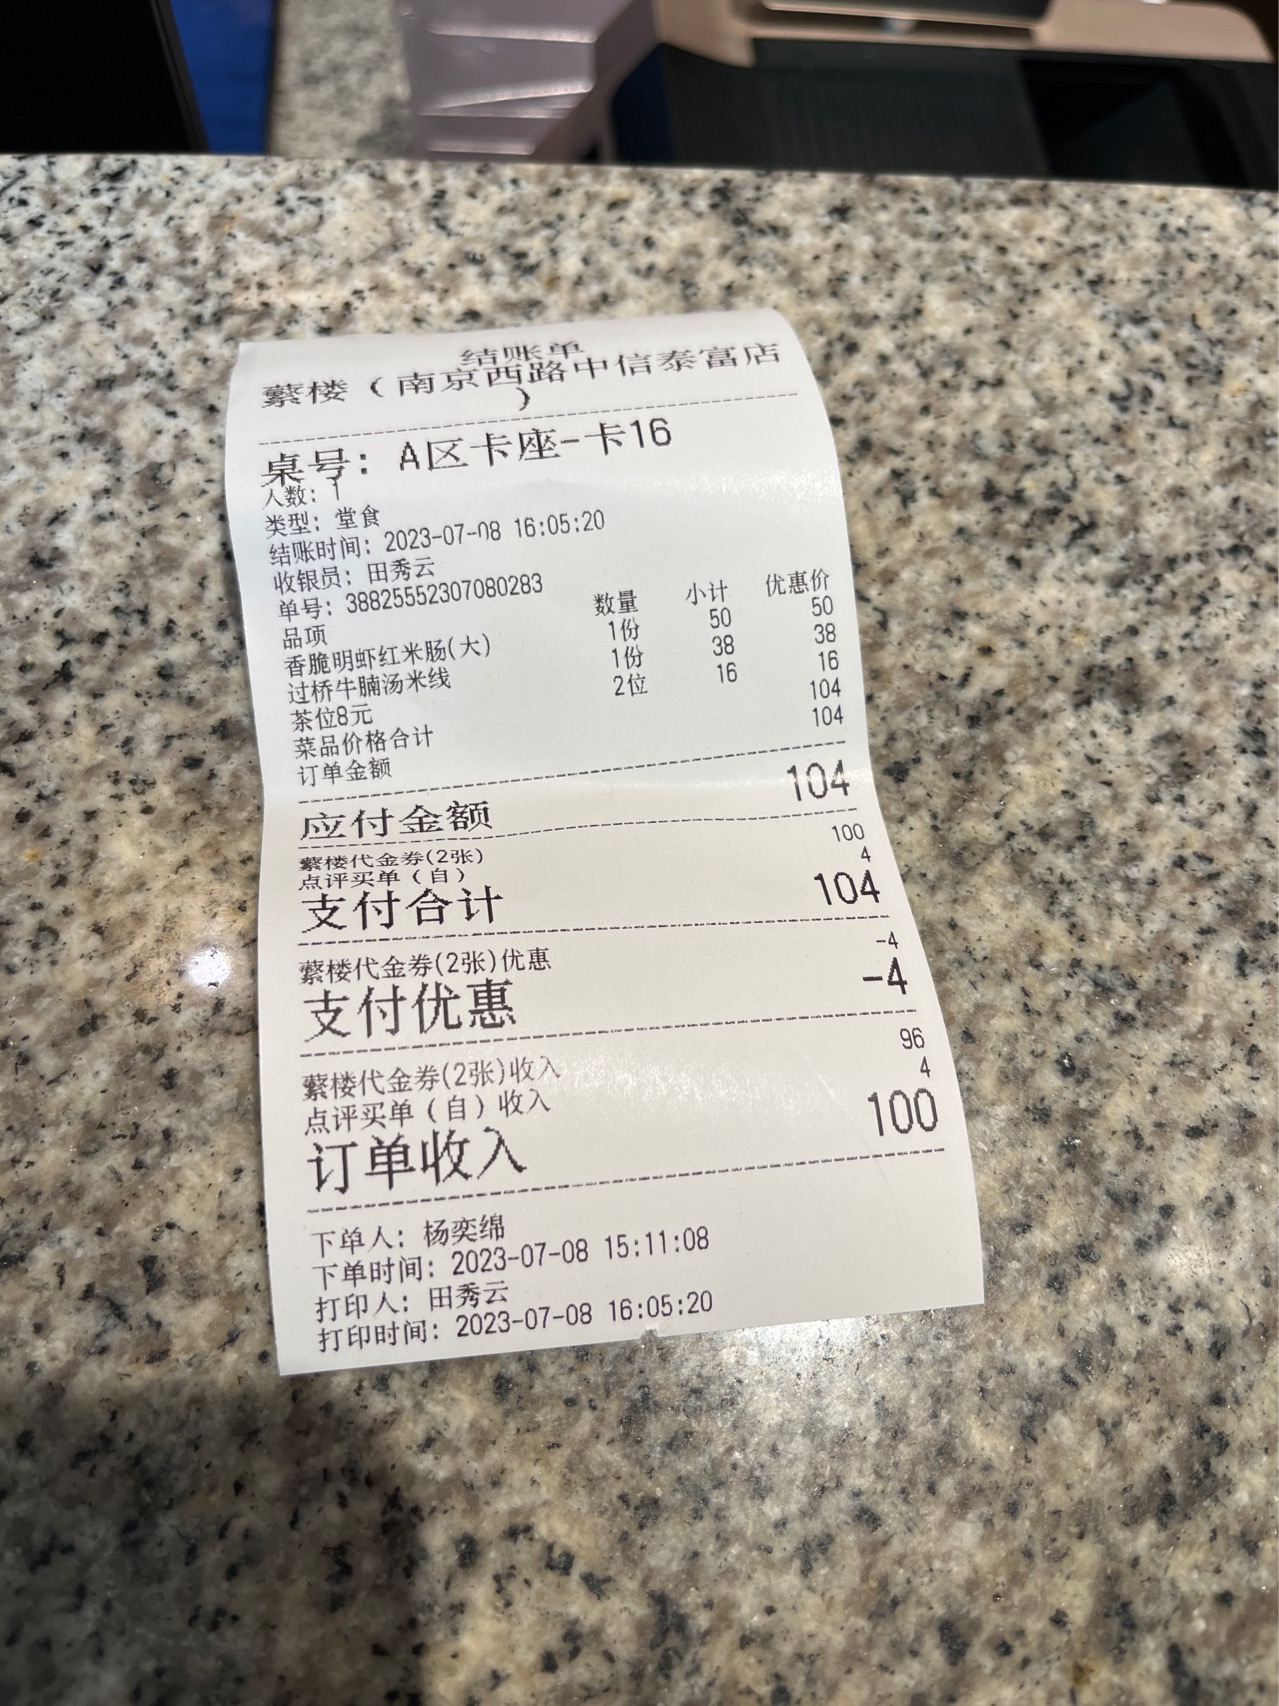 结账单
蘩楼（南京西路中信泰富店
）
桌号：A区卡座-卡16
人数：1
类型：堂食
结账时间：2023-07-08 16:05:20
收银员：田秀云
单号：388255552307080283
品项 数量 小计 优惠价
香脆明虾红米肠(大) 1份 50 50
过桥牛腩汤米线 1份 38 38
茶位8元 2位 16 16
菜品价格合计 104
订单金额 104
应付金额 104
蘩楼代金券(2张) 100
点评买单（自） 4
支付合计 104
蘩楼代金券(2张)优惠 -4
支付优惠 -4
蘩楼代金券(2张)收入 96
点评买单（自）收入 4
订单收入 100
下单人：杨奕绵
下单时间：2023-07-08 15:11:08
打印人：田秀云
打印时间：2023-07-08 16:05:20